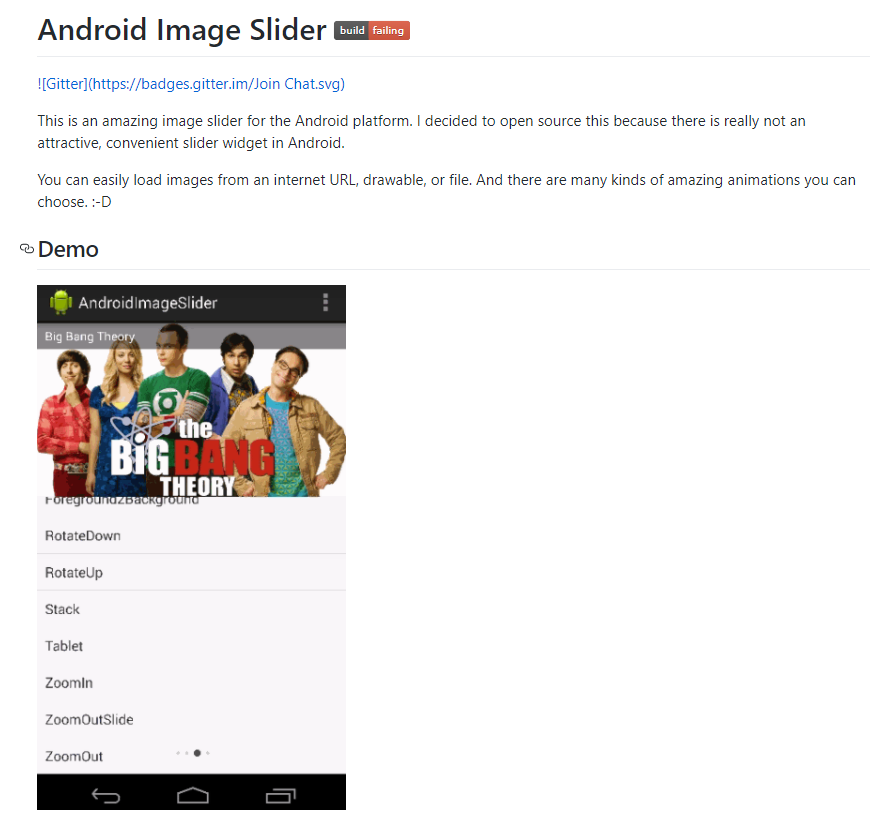 Android Image Slider build failing
![Gitter](https://badges.gitter.im/Join Chat.svg)
This is an amazing image slider for the Android platform. I decided to open source this because there is really not an
attractive, convenient slider widget in Android.
You can easily load images from an internet URL, drawable, or file. And there are many kinds of amazing animations you can
choose. :-D
Demo
AndroidImageSlider
Big Bang Theory
the
BIG BANG
THEORY
Foreground2Background
RotateDown
RotateUp
Stack
Tablet
ZoomIn
ZoomOutSlide
ZoomOut